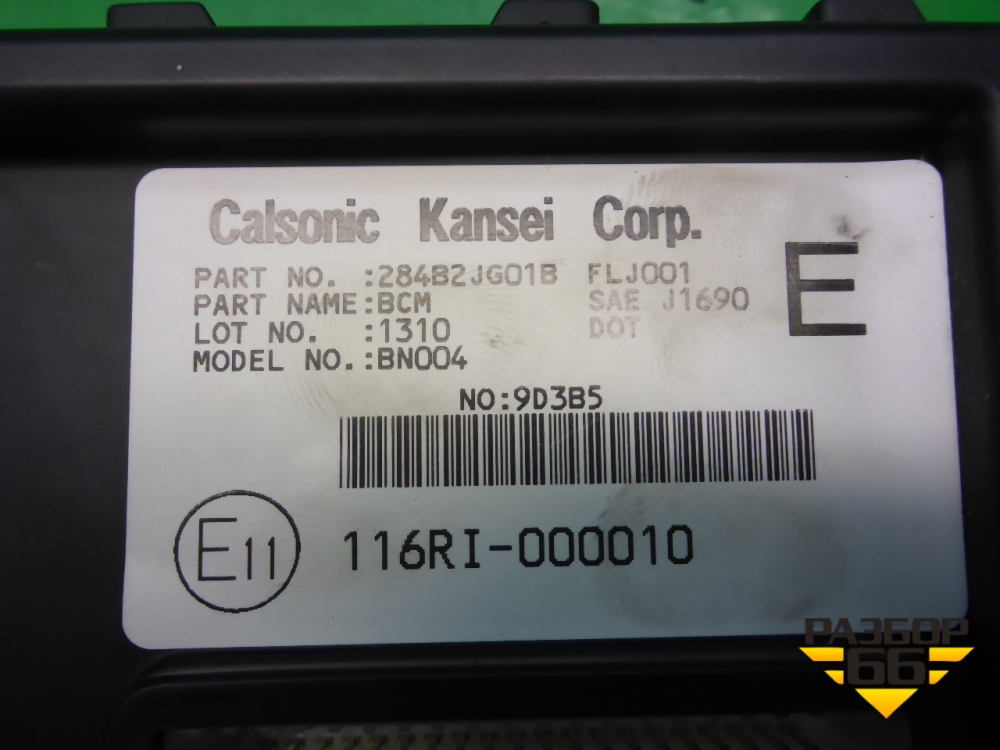 Calsonic Kansei Corp.
PART NO. :284B2JG01B FLJ001
PART NAME:BCM SAE J1690
LOT NO. :1310 DOT
MODEL NO.:BN004
E
NO:9D3B5
E11
116RI-000010
РАЗБОР
66